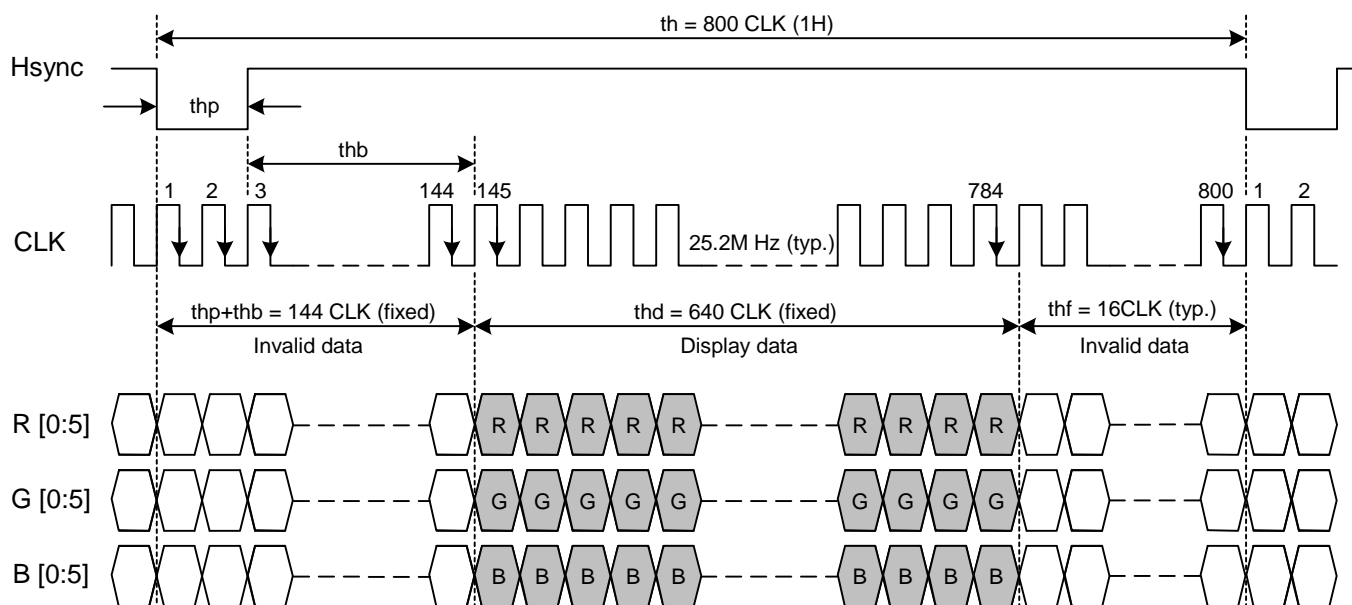 th = 800 CLK (1H)
Hsync
thp
thb
1 2 3 144 145 784 800 1 2
CLK
25.2M Hz (typ.)
thp+thb = 144 CLK (fixed) thd = 640 CLK (fixed) thf = 16CLK (typ.)
Invalid data Display data Invalid data
R [0:5] R R R R R R R R R
G [0:5] G G G G G G G G G
B [0:5] B B B B B B B B B